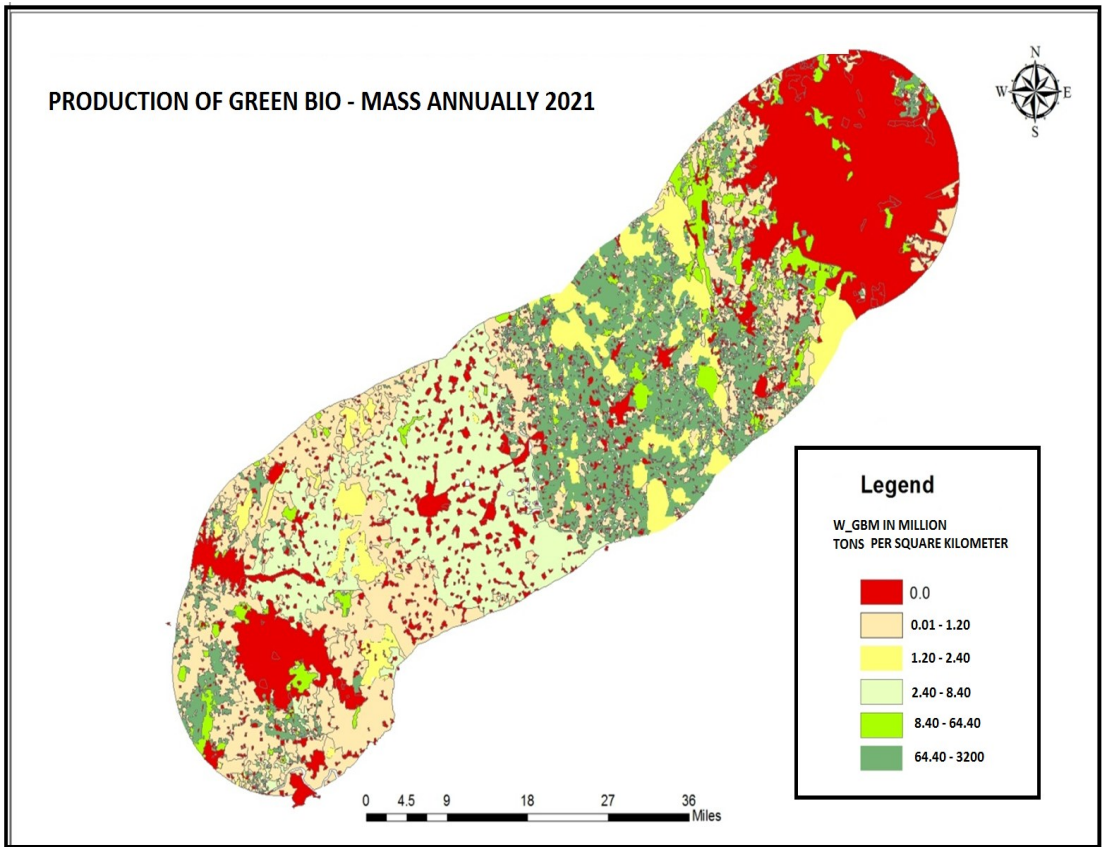 PRODUCTION OF GREEN BIO - MASS ANNUALLY 2021
N
W E
S
Legend
W_GBM IN MILLION
TONS PER SQUARE KILOMETER
0.0
0.01 - 1.20
1.20 - 2.40
2.40 - 8.40
8.40 - 64.40
64.40 - 3200
0 4.5 9 18 27 36
Miles